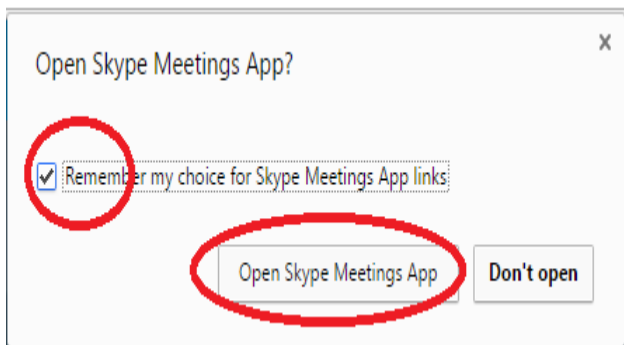 Open Skype Meetings App?
Remember my choice for Skype Meetings App links
Open Skype Meetings App Don't open